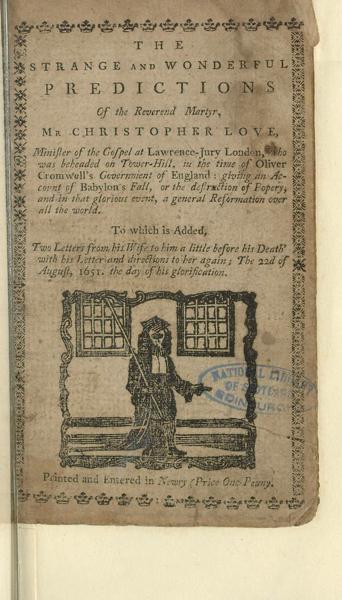 THE
STRANGE AND WONDERFUL
PREDICTIONS
Of the Reverend Martyr,
Mr CHRISTOPHER LOVE,
Miniſter of the Goſpel at Lawrence-Jury London, who
was beheaded on Tower-Hill, in the time of Oliver
Cromwell's Government of England: giving an Ac-
count of Babylon's Fall, or the deſtruction of Popery,
and in that glorious event, a general Reformation over
all the world.
To which is Added,
Two Letters from his Wife to him a little before his Death
with his Letter and directions to her again; The 22d of
Auguſt, 1651. the day of his glorification.
NATIONAL LIBRARY
OF SCOTLAND
EDINBURGH
Printed and Entered in Newry (Price One Penny.